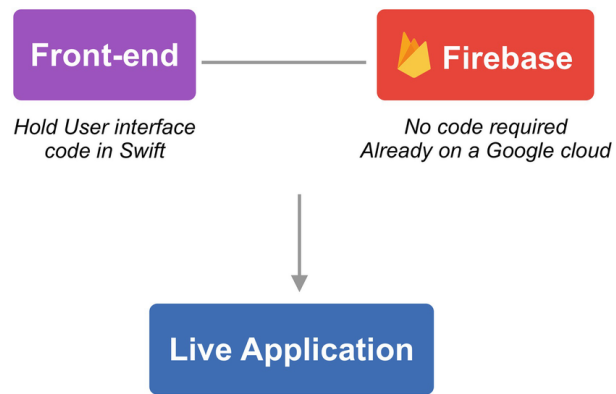 Front-end
Firebase
Hold User interface
code in Swift
No code required
Already on a Google cloud
Live Application